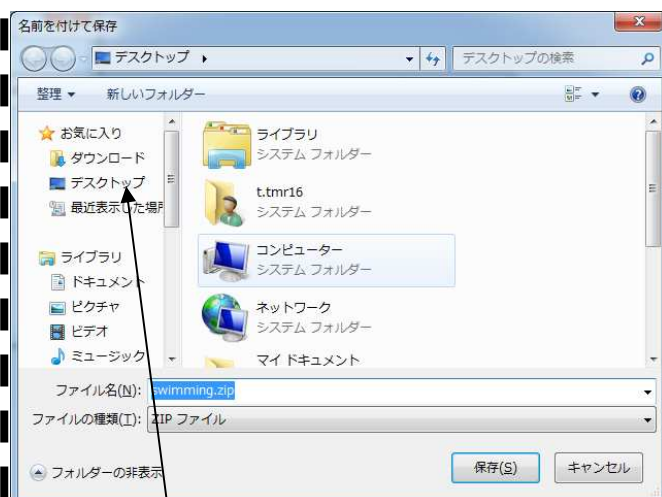 名前を付けて保存
デスクトップ
デスクトップの検索
整理 新しいフォルダー
お気に入り
ダウンロード
デスクトップ
最近表示した場所
ライブラリ
ドキュメント
ピクチャ
ビデオ
ミュージック
ライブラリ
システム フォルダー
t.tmr16
システム フォルダー
コンピューター
システム フォルダー
ネットワーク
システム フォルダー
マイ ドキュメント
ファイル名(N): swimming.zip
ファイルの種類(T): ZIP ファイル
フォルダーの非表示
保存(S)
キャンセル